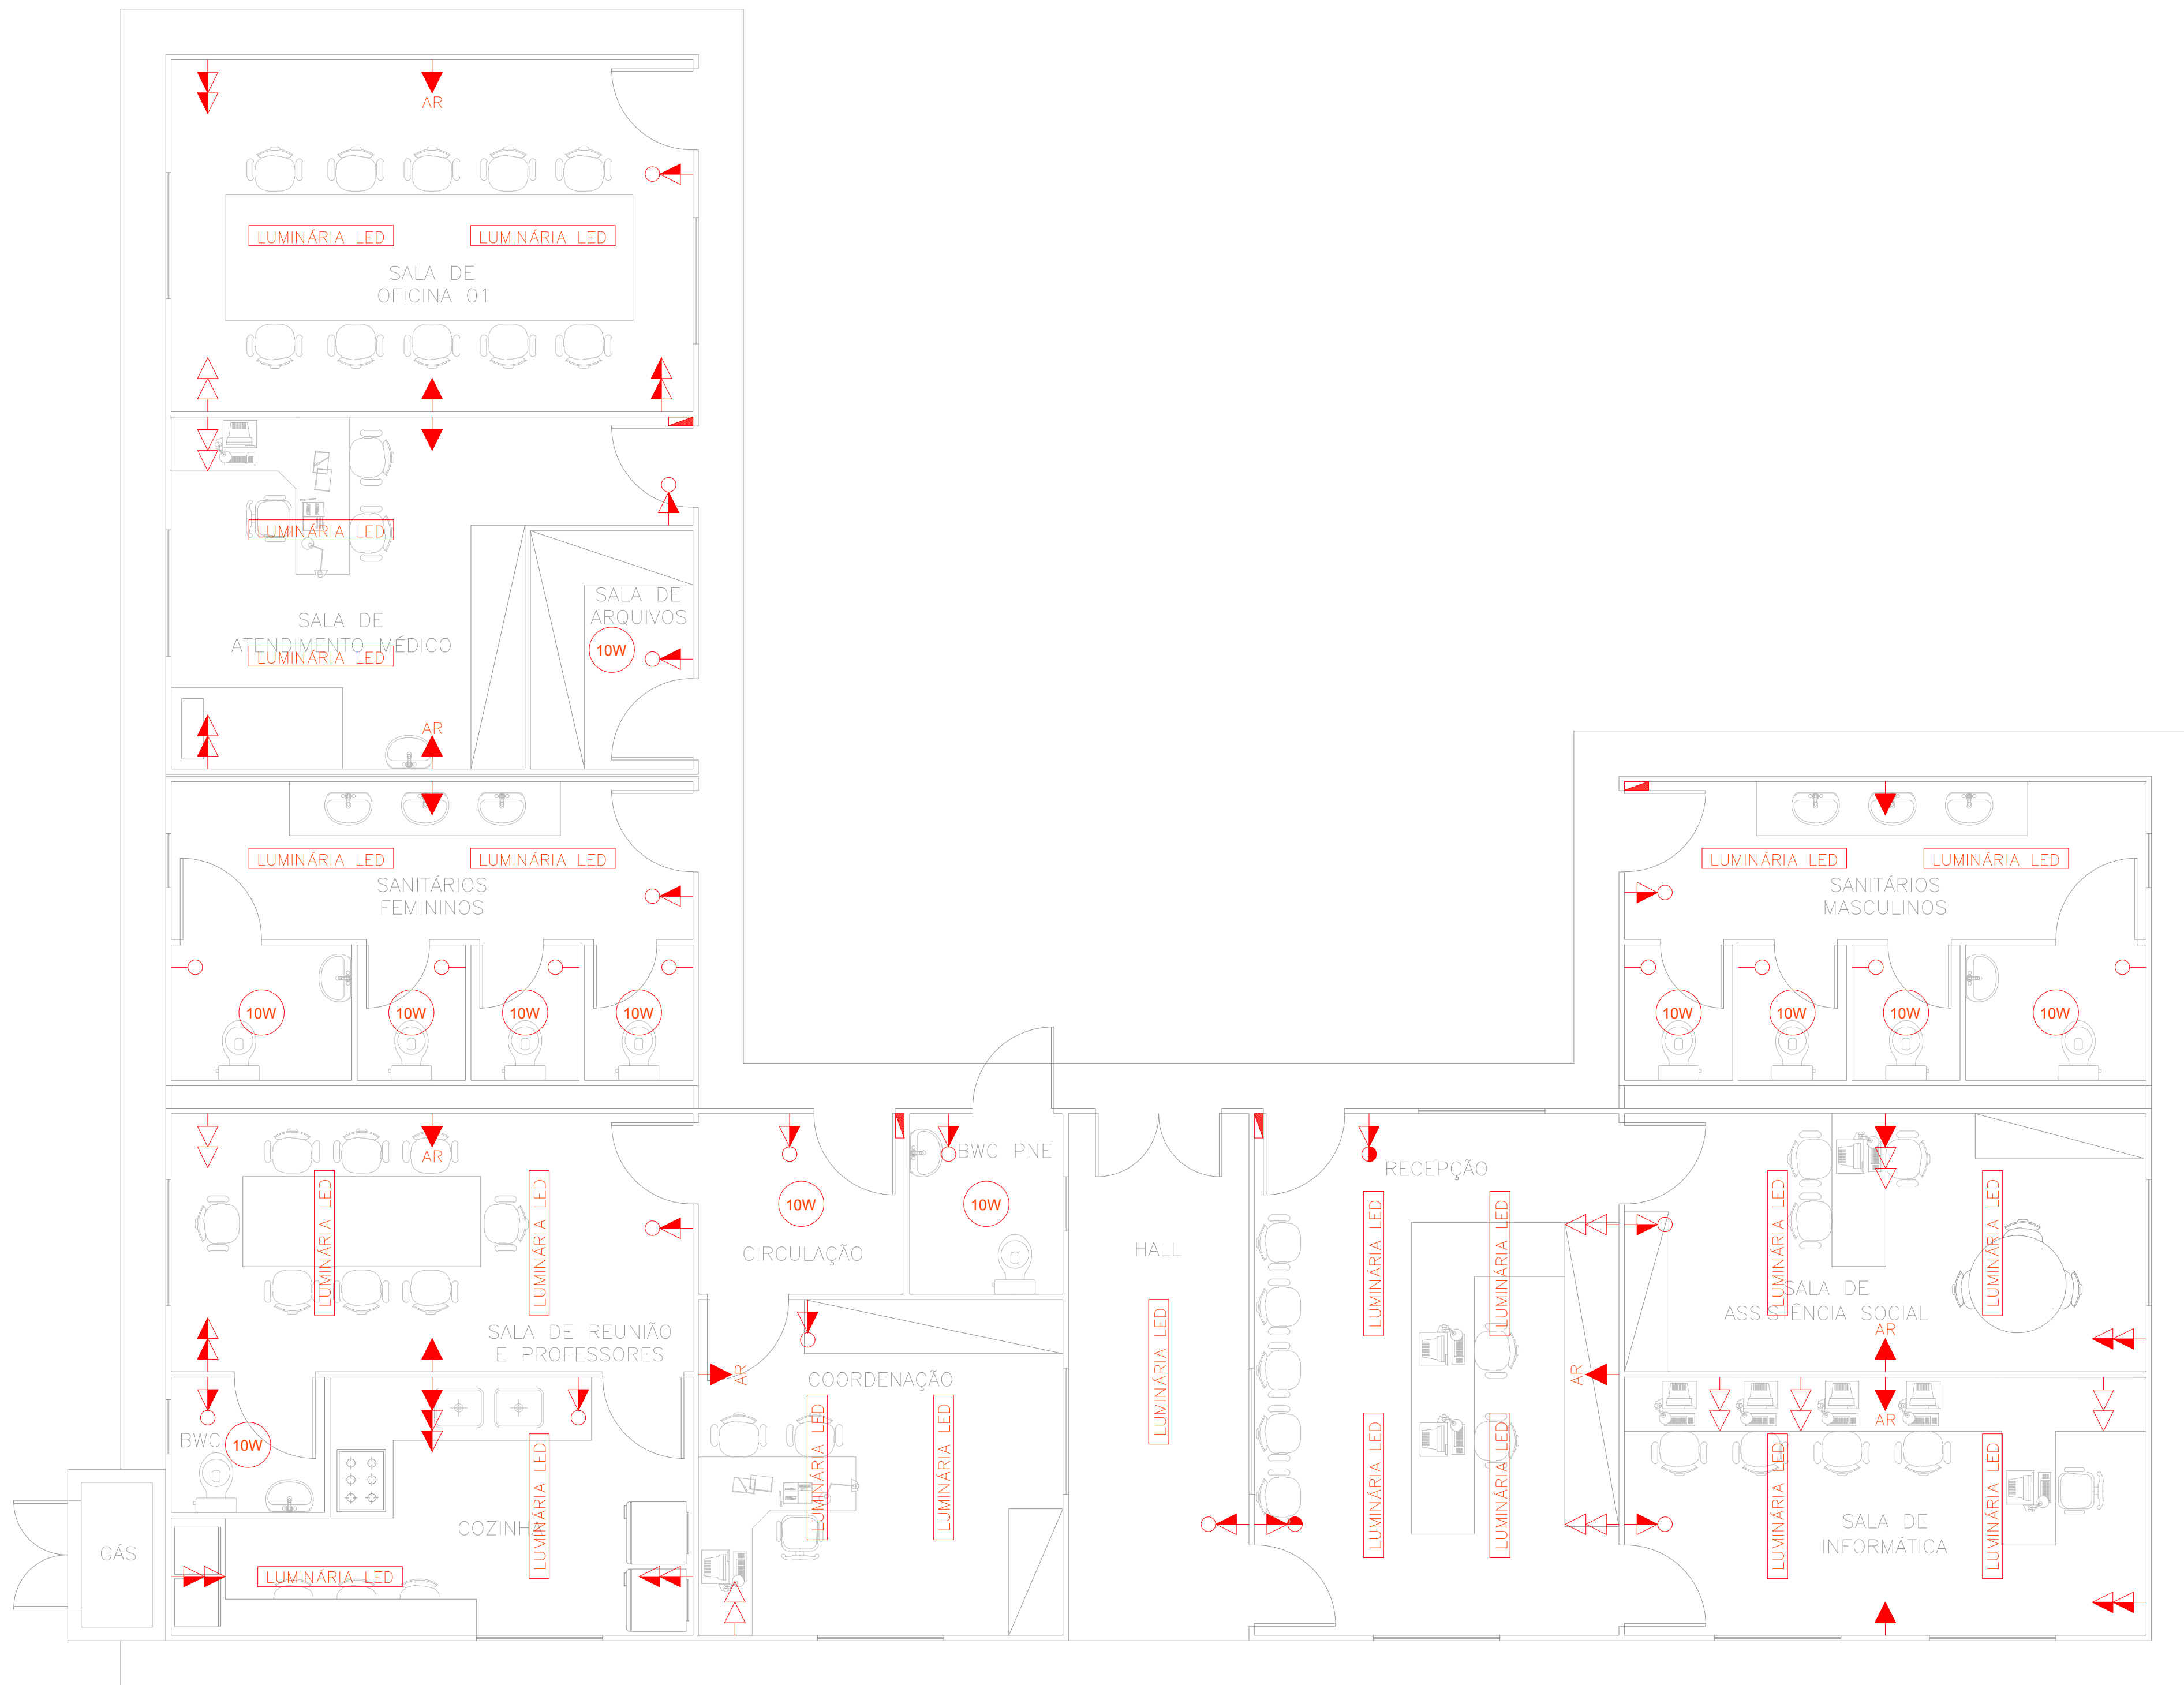 AR
LUMINÁRIA LED
LUMINÁRIA LED
SALA DE
OFICINA 01
LUMINÁRIA LED
SALA DE
ARQUIVOS
10W
SALA DE
ATENDIMENTO MÉDICO
LUMINÁRIA LED
AR
LUMINÁRIA LED
LUMINÁRIA LED
SANITÁRIOS
FEMININOS
10W
10W
10W
10W
LUMINÁRIA LED
LUMINÁRIA LED
SANITÁRIOS
MASCULINOS
10W
10W
10W
10W
AR
LUMINÁRIA LED
LUMINÁRIA LED
SALA DE REUNIÃO
E PROFESSORES
10W
CIRCULAÇÃO
BWC PNE
10W
HALL
LUMINÁRIA LED
RECEPÇÃO
LUMINÁRIA LED
LUMINÁRIA LED
LUMINÁRIA LED
LUMINÁRIA LED
AR
LUMINÁRIA LED
LUMINÁRIA LED
SALA DE
ASSISTÊNCIA SOCIAL
AR
AR
COORDENAÇÃO
LUMINÁRIA LED
LUMINÁRIA LED
BWC
10W
COZINHA
LUMINÁRIA LED
LUMINÁRIA LED
GÁS
AR
LUMINÁRIA LED
LUMINÁRIA LED
SALA DE
INFORMÁTICA